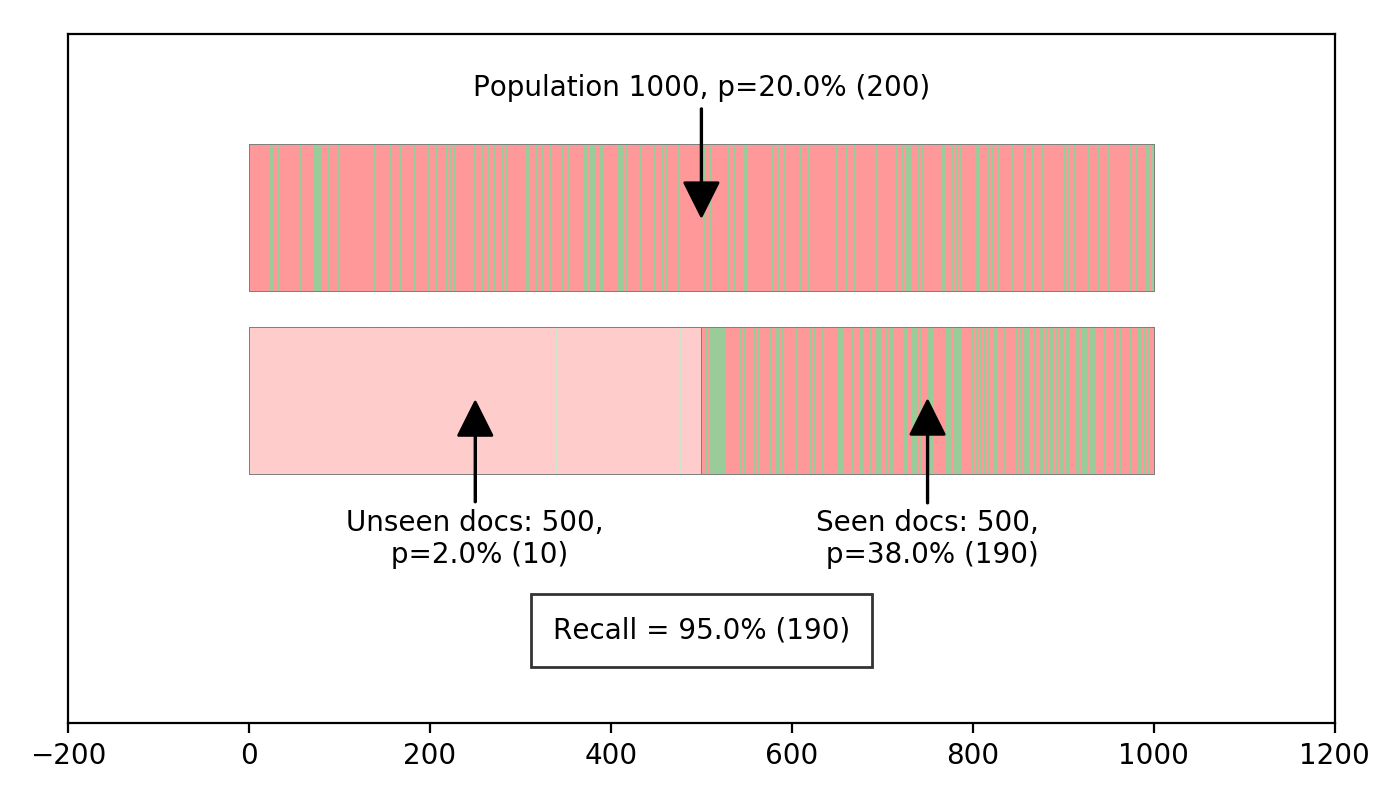 Population 1000, p=20.0% (200)
Unseen docs: 500,
p=2.0% (10)
Seen docs: 500,
p=38.0% (190)
Recall = 95.0% (190)
−200 0 200 400 600 800 1000 1200